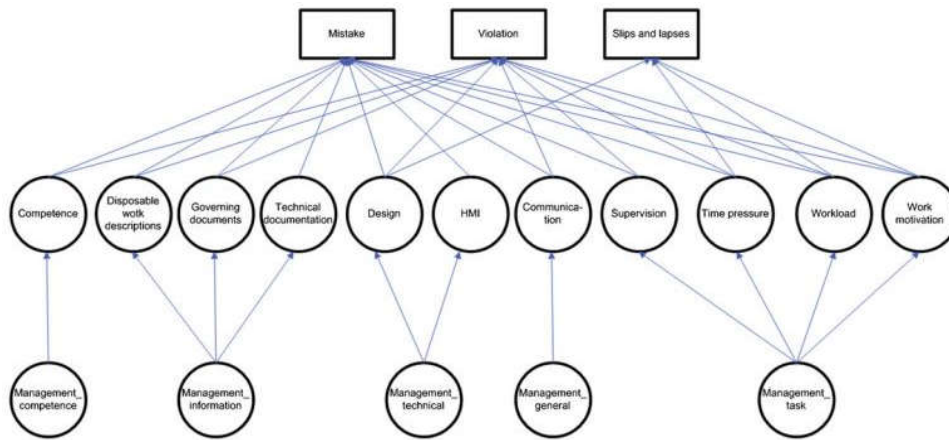 Mistake
Violation
Slips and lapses
Competence
Disposable
wotk
descriptions
Governing
documents
Technical
documentation
Design
HMI
Communica-
tion
Supervision
Time pressure
Workload
Work
motivation
Management_
competence
Management_
information
Management_
technical
Management_
general
Management_
task